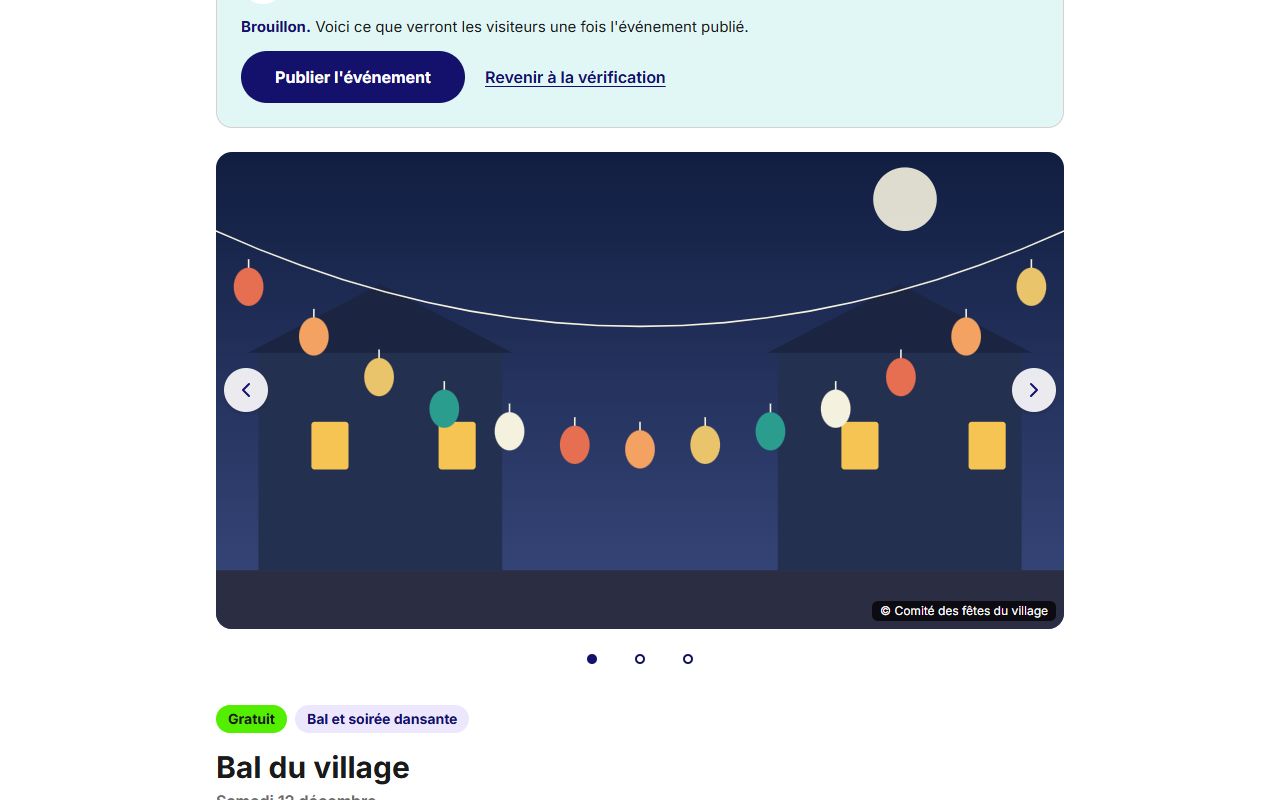 Brouillon. Voici ce que verront les visiteurs une fois l'événement publié.
Publier l'événement
Revenir à la vérification
© Comité des fêtes du village
Gratuit
Bal et soirée dansante
Bal du village